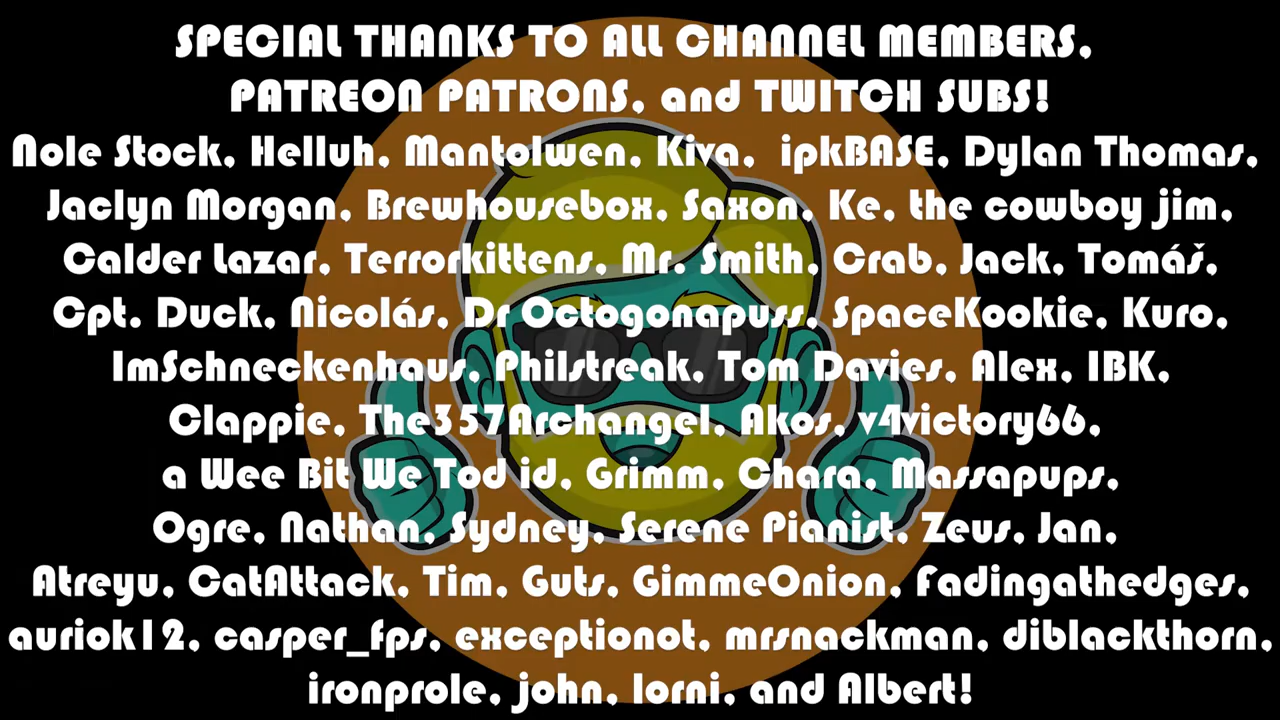 SPECIAL THANKS TO ALL CHANNEL MEMBERS,
PATREON PATRONS, and TWITCH SUBS!
Nole Stock, Helluh, Mantolwen, Kiva, ipkBASE, Dylan Thomas,
Jaclyn Morgan, Brewhousebox, Saxon, Ke, the cowboy jim,
Calder Lazar, Terrorkittens, Mr. Smith, Crab, Jack, Tomáš,
Cpt. Duck, Nicolás, Dr Octogonapuss, SpaceKookie, Kuro,
ImSchneckenhaus, Philstreak, Tom Davies, Alex, IBK,
Clappie, The357Archangel, Akos, v4victory66,
a Wee Bit We Tod id, Grimm, Chara, Massapups,
Ogre, Nathan, Sydney, Serene Pianist, Zeus, Jan,
Atreyu, CatAttack, Tim, Guts, GimmeOnion, Fadingathedges,
auriok12, casper_fps, exceptionot, mrsnackman, diblackthorn,
ironprole, john, lorni, and Albert!